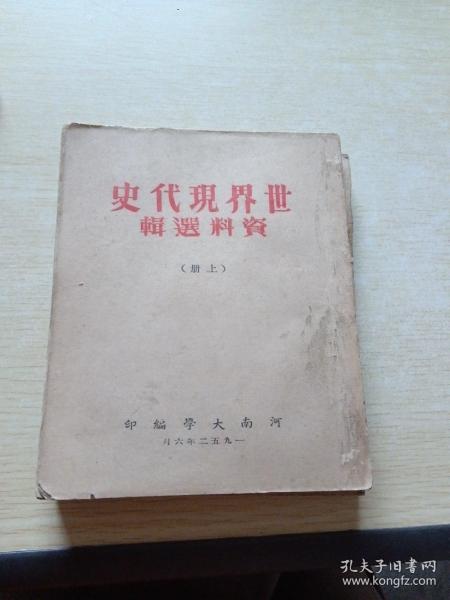 世界現代史
資料選輯
（上册）
河南大學編印
一九五二年六月
孔夫子旧书网
www.kongfz.com